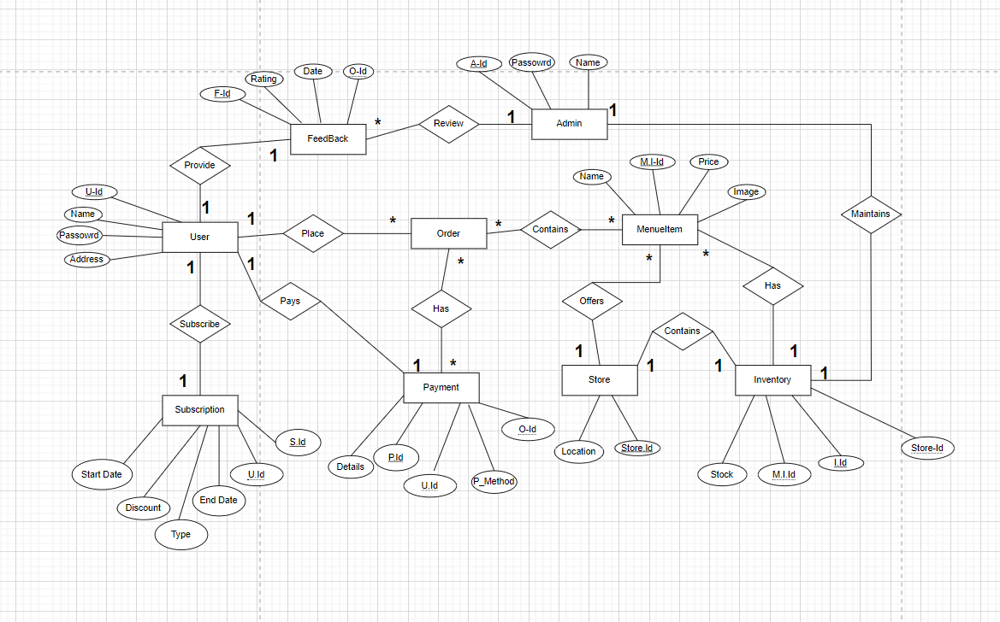 A-Id
Passowrd
Name
Rating
Date
O-Id
F-Id
*
1
1
Review
Admin
FeedBack
1
Provide
M.I-Id
Price
Name
Image
U-Id
1
Name
1
*
*
*
Maintains
Passowrd
User
Place
Order
Contains
MenueItem
Address
1
1
*
*
*
Pays
Has
Offers
Has
Subscribe
Contains
1
1
1
*
1
1
1
1
Subscription
Payment
Store
Inventory
S.Id
O-Id
Start Date
U.Id
Details
P.Id
Location
Store.Id
Store-Id
Discount
End Date
U.Id
P_Method
Stock
M.I.Id
I.Id
Type